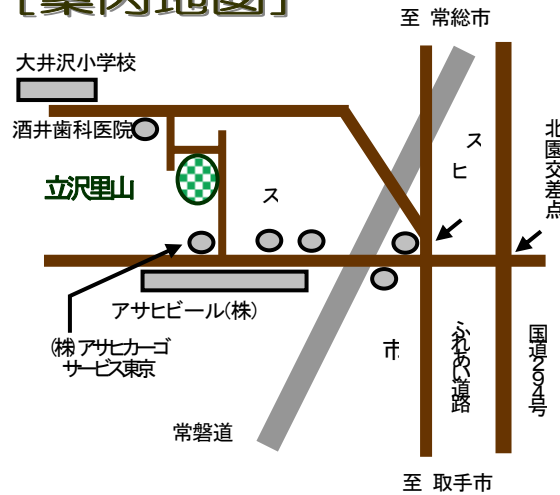 [案内地図]
至 常総市
大井沢小学校
酒井歯科医院
北園交差点
ス
ヒ
立沢里山
ス
アサヒビール(株)
(株)アサヒカーゴ
サービス東京
市
ふれあい道路
国道294号
常磐道
至 取手市